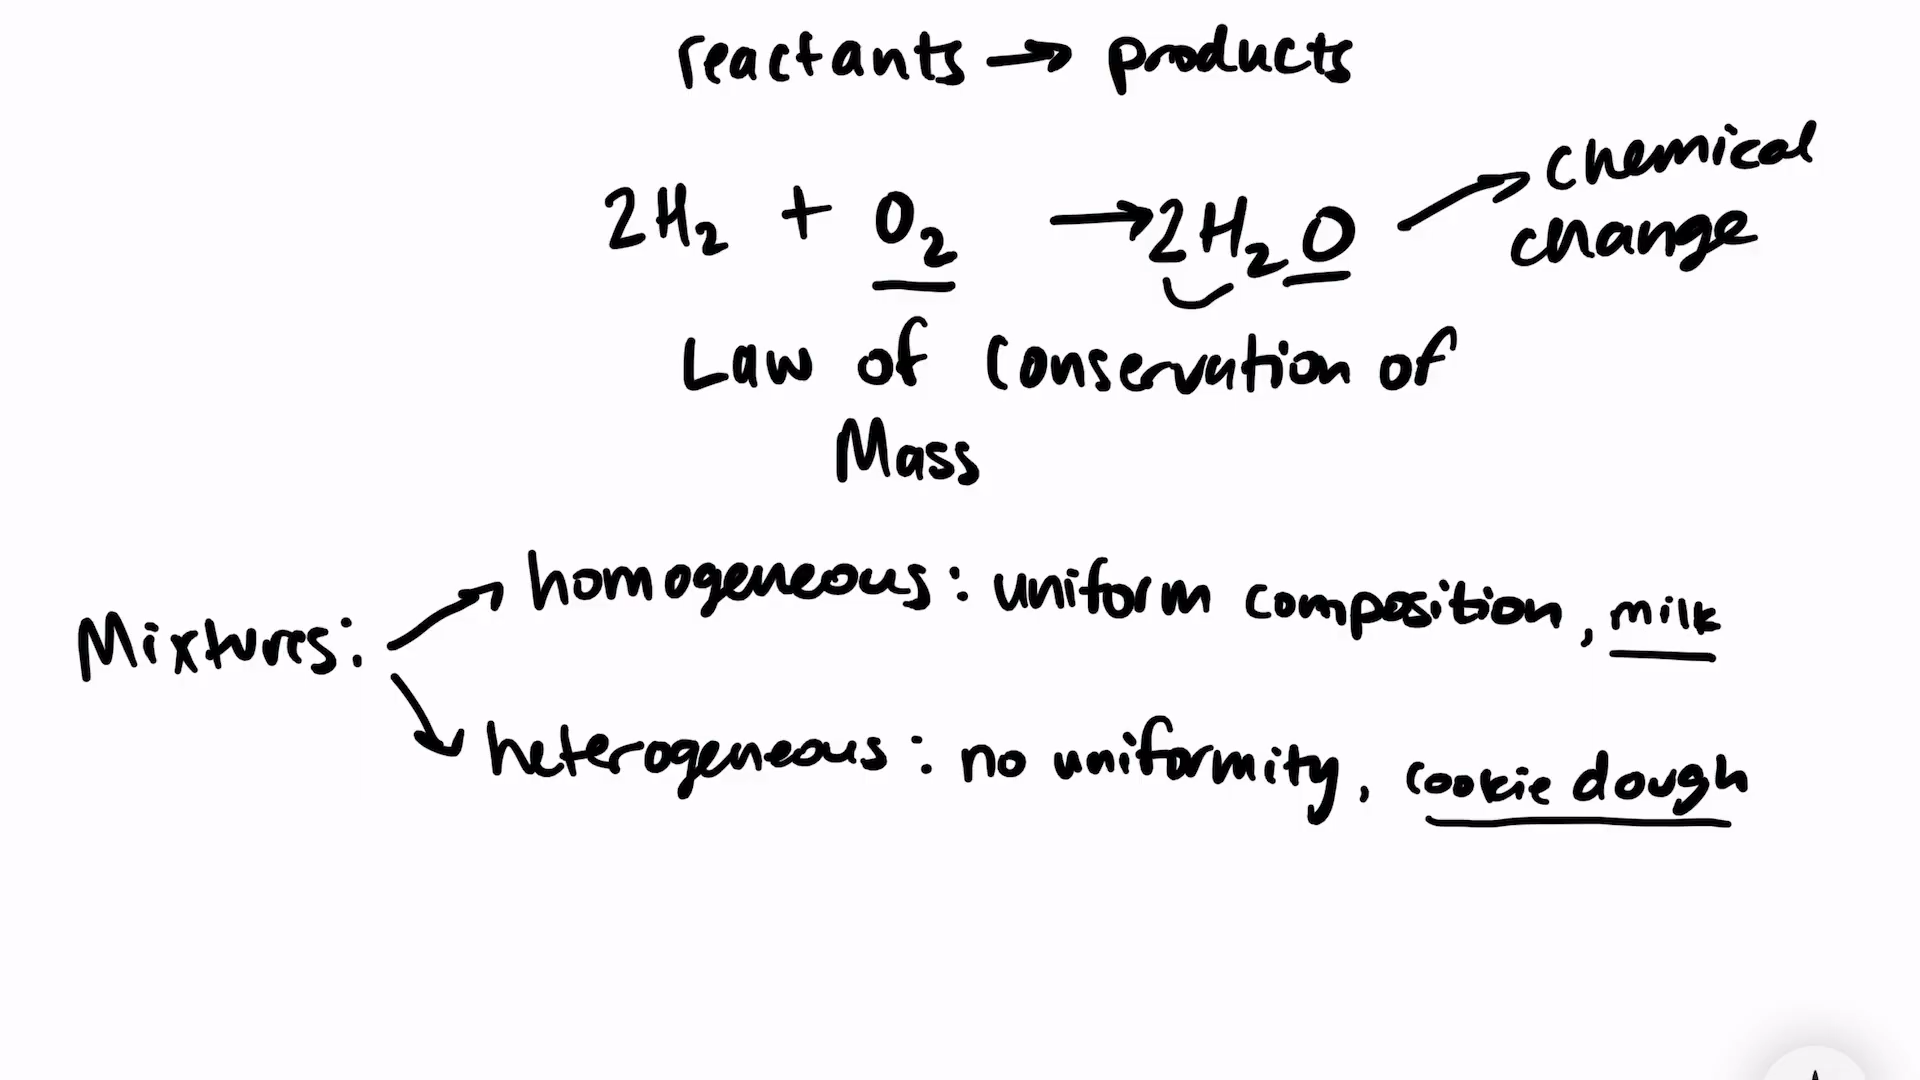 reactants → products
2H₂ + O₂ → 2H₂O → chemical change
Law of Conservation of
Mass
Mixtures: → homogeneous: uniform composition, milk
→ heterogeneous: no uniformity, cookie dough